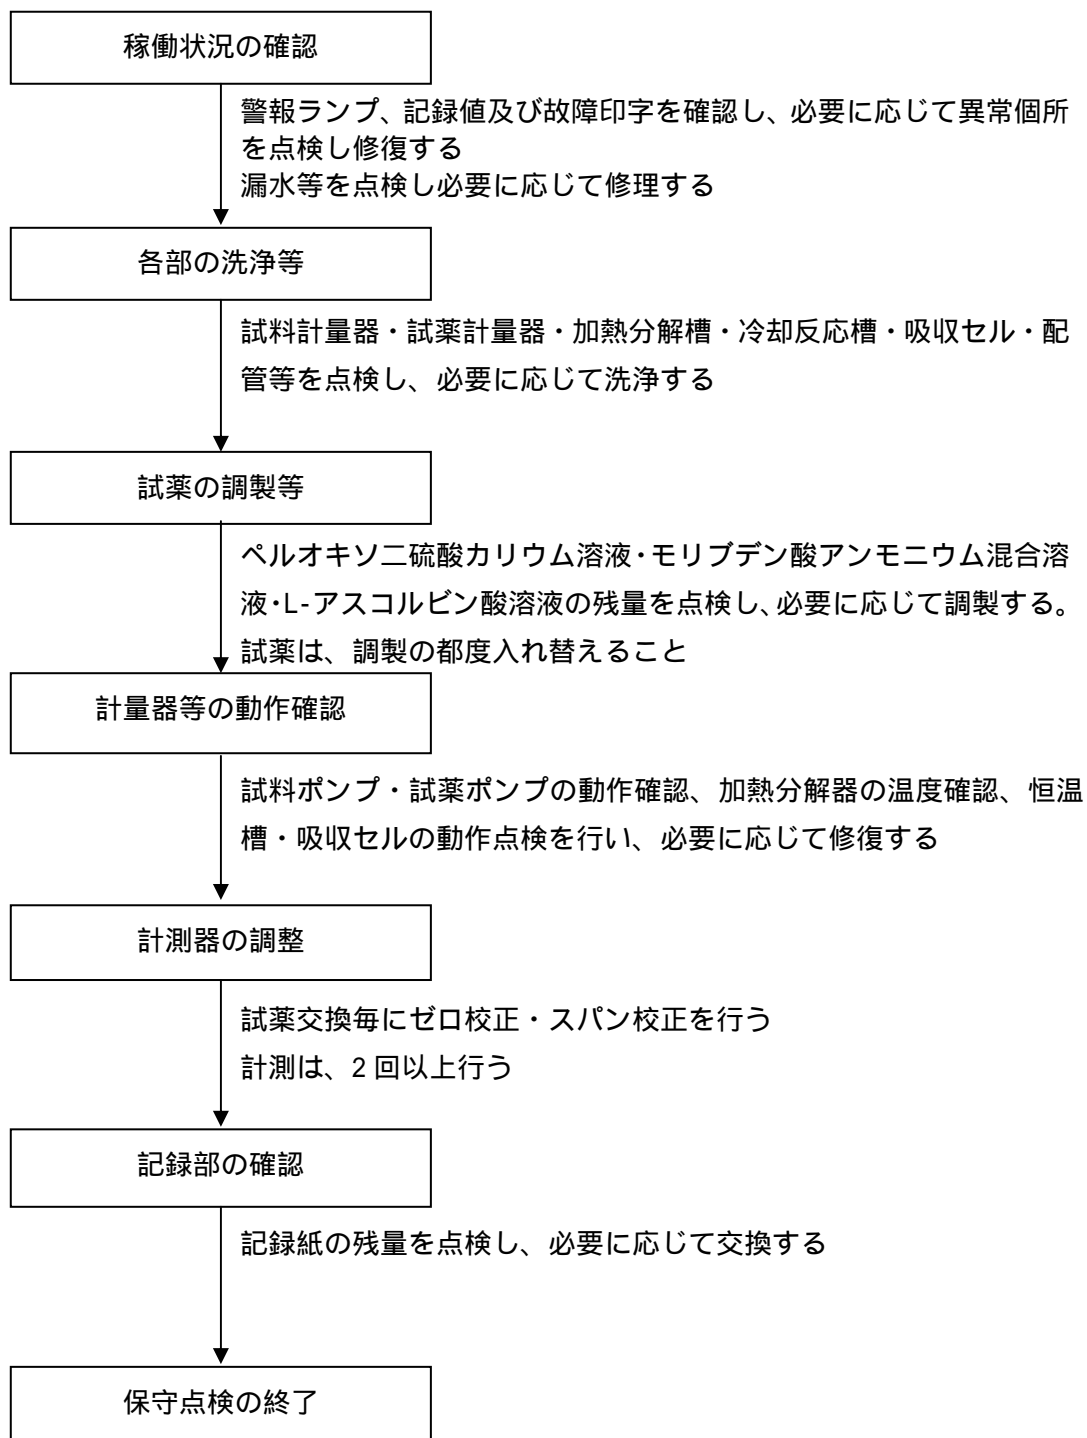 稼働状況の確認
警報ランプ、記録値及び故障印字を確認し、必要に応じて異常個所
を点検し修復する
漏水等を点検し必要に応じて修理する
各部の洗浄等
試料計量器・試薬計量器・加熱分解槽・冷却反応槽・吸収セル・配
管等を点検し、必要に応じて洗浄する
試薬の調製等
ペルオキソ二硫酸カリウム溶液・モリブデン酸アンモニウム混合溶
液・L-アスコルビン酸溶液の残量を点検し、必要に応じて調製する。
試薬は、調製の都度入れ替えること
計量器等の動作確認
試料ポンプ・試薬ポンプの動作確認、加熱分解器の温度確認、恒温
槽・吸収セルの動作点検を行い、必要に応じて修復する
計測器の調整
試薬交換毎にゼロ校正・スパン校正を行う
計測は、2 回以上行う
記録部の確認
記録紙の残量を点検し、必要に応じて交換する
保守点検の終了